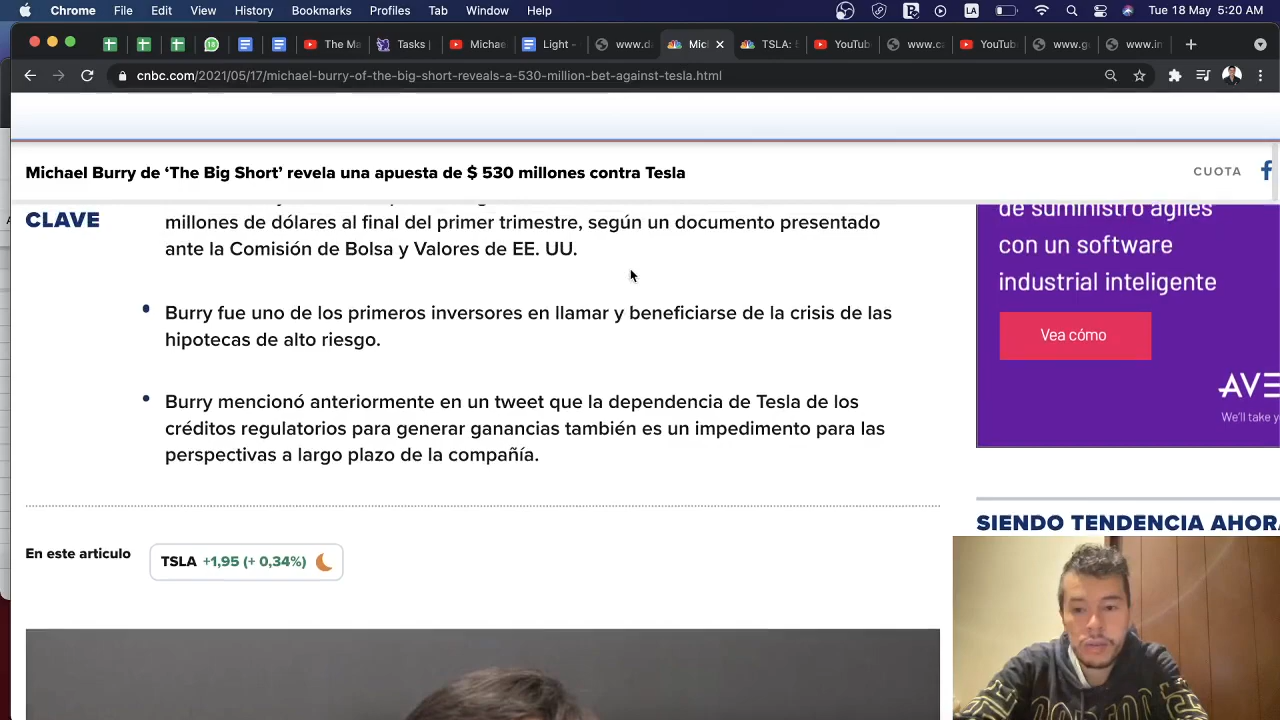 Chrome File Edit View History Bookmarks Profiles Tab Window Help LA Tue 18 May 5:20 AM
The Ma Tasks Michae Light - www.d Mic TSLA: YouTub www.c YouTub www.g www.in
cnbc.com/2021/05/17/michael-burry-of-the-big-short-reveals-a-530-million-bet-against-tesla.html
Michael Burry de ‘The Big Short’ revela una apuesta de $ 530 millones contra Tesla
CUOTA
CLAVE
millones de dólares al final del primer trimestre, según un documento presentado
ante la Comisión de Bolsa y Valores de EE. UU.
Burry fue uno de los primeros inversores en llamar y beneficiarse de la crisis de las
hipotecas de alto riesgo.
Burry mencionó anteriormente en un tweet que la dependencia de Tesla de los
créditos regulatorios para generar ganancias también es un impedimento para las
perspectivas a largo plazo de la compañía.
En este articulo
TSLA +1,95 (+ 0,34%)
de suministro ágiles
con un software
industrial inteligente
Vea cómo
AVE
We'll take y
SIENDO TENDENCIA AHORA